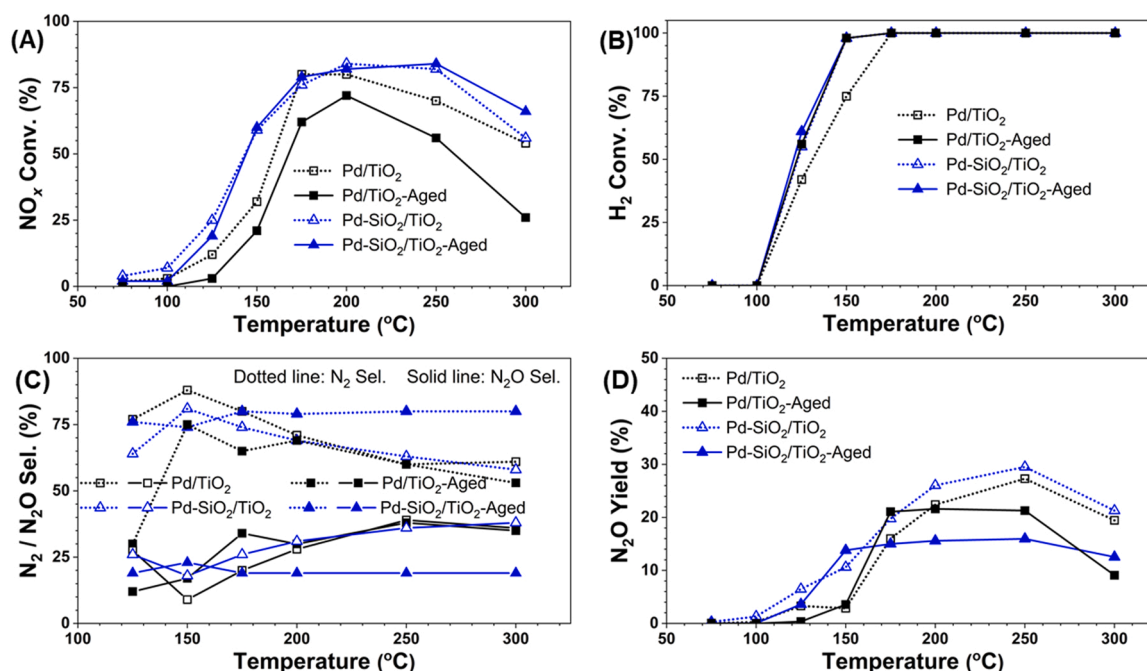 (A)
100
75
50
25
0
NOx Conv. (%)
Pd/TiO2
Pd/TiO2-Aged
Pd-SiO2/TiO2
Pd-SiO2/TiO2-Aged
50 100 150 200 250 300
Temperature (oC)
(B)
100
75
50
25
0
H2 Conv. (%)
Pd/TiO2
Pd/TiO2-Aged
Pd-SiO2/TiO2
Pd-SiO2/TiO2-Aged
50 100 150 200 250 300
Temperature (oC)
(C)
100
75
50
25
0
N2 / N2O Sel. (%)
Dotted line: N2 Sel. Solid line: N2O Sel.
Pd/TiO2 Pd/TiO2-Aged
Pd-SiO2/TiO2 Pd-SiO2/TiO2-Aged
100 150 200 250 300
Temperature (oC)
(D)
50
40
30
20
10
0
N2O Yield (%)
Pd/TiO2
Pd/TiO2-Aged
Pd-SiO2/TiO2
Pd-SiO2/TiO2-Aged
50 100 150 200 250 300
Temperature (oC)